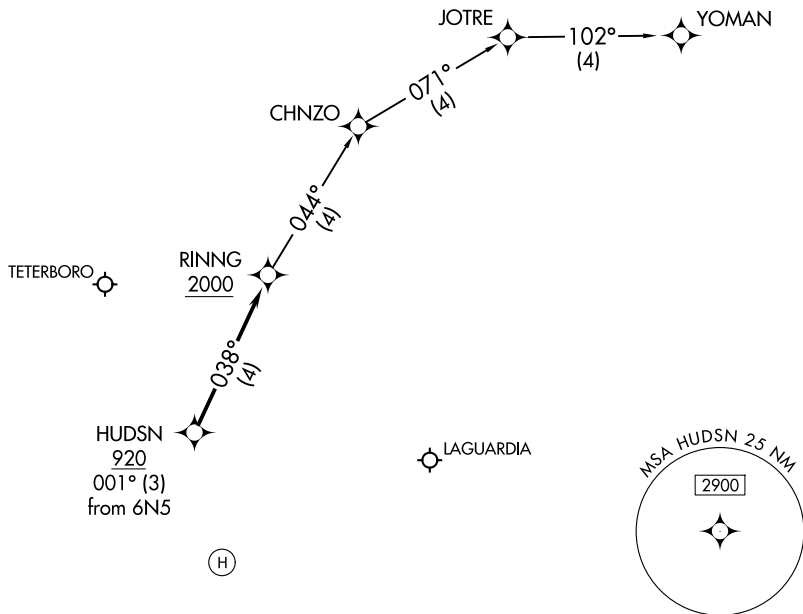 JOTRE
102°
(4)
YOMAN
071°
(4)
CHNZO
044°
(4)
RINNG
2000
TETERBORO
038°
(4)
HUDSN
920
001° (3)
from 6N5
LAGUARDIA
MSA HUDSN 25 NM
2900
H